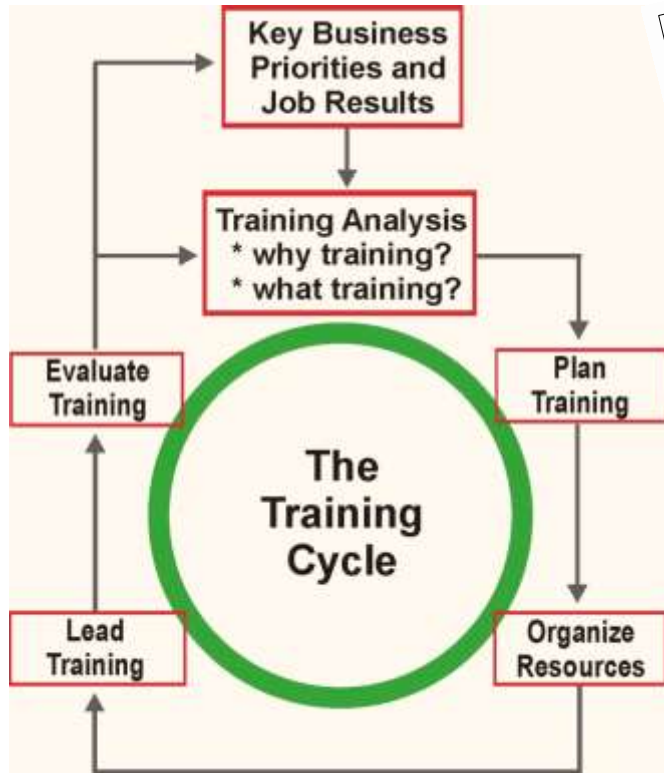 Key Business
Priorities and
Job Results
Training Analysis
* why training?
* what training?
Evaluate
Training
Plan
Training
The
Training
Cycle
Lead
Training
Organize
Resources